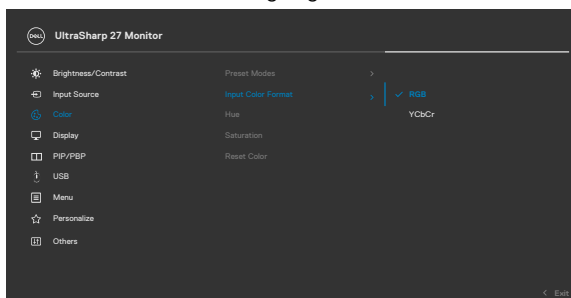 DELL UltraSharp 27 Monitor
Brightness/Contrast Preset Modes >
Input Source Input Color Format > ✓ RGB
Color Hue YCbCr
Display Saturation
PIP/PBP Reset Color
USB
Menu
Personalize
Others
< Exit